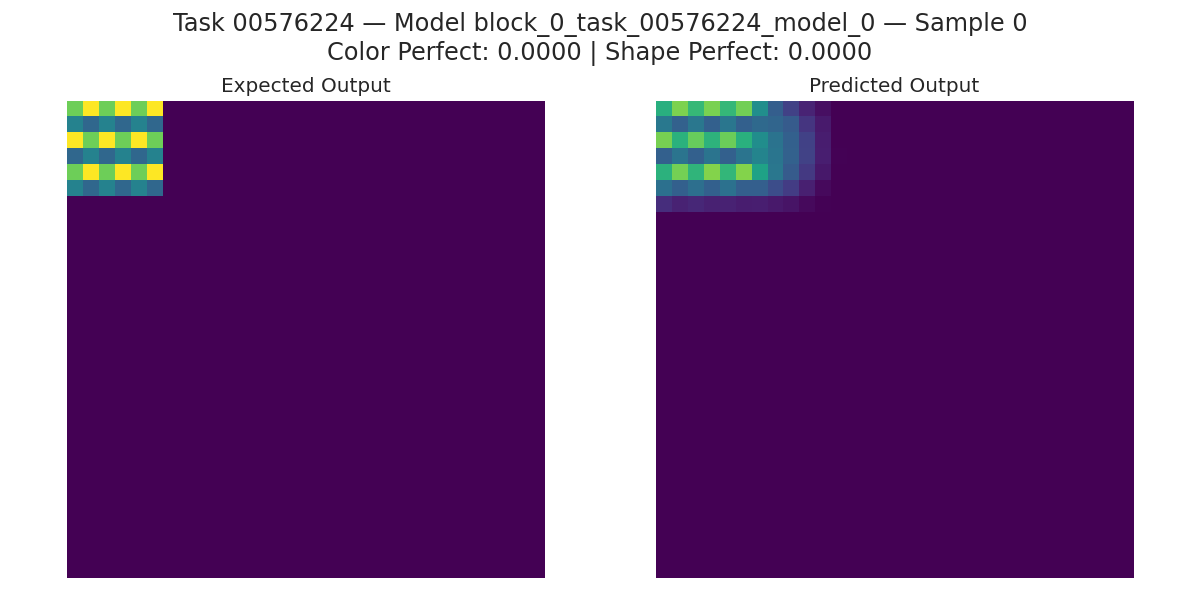 Task 00576224 — Model block_0_task_00576224_model_0 — Sample 0
Color Perfect: 0.0000 | Shape Perfect: 0.0000
Expected Output
Predicted Output